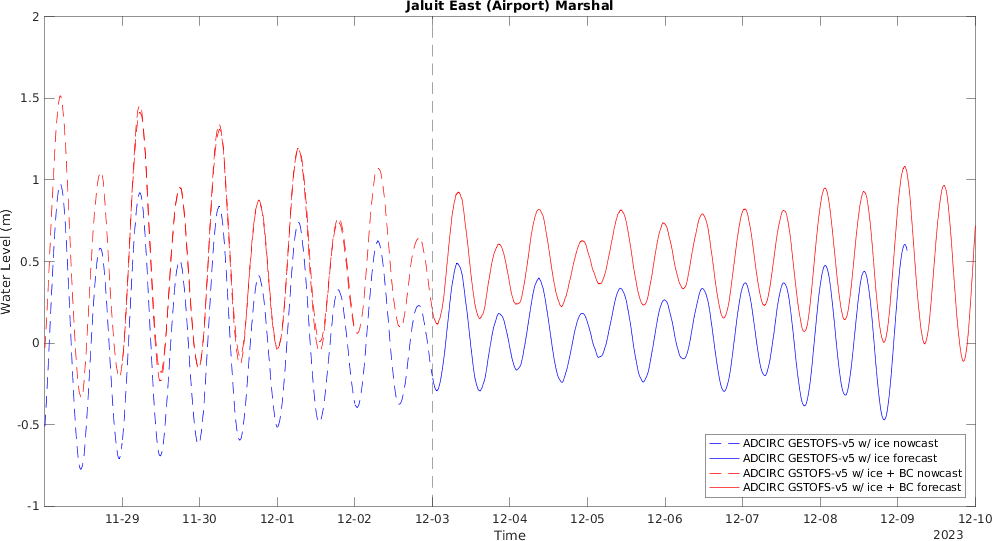 Jaluit East (Airport) Marshal
Water Level (m)
2
1.5
1
0.5
0
-0.5
-1
11-29
11-30
12-01
12-02
12-03
12-04
12-05
12-06
12-07
12-08
12-09
12-10
Time
2023
ADCIRC GESTOFS-v5 w/ ice nowcast
ADCIRC GESTOFS-v5 w/ ice forecast
ADCIRC GSTOFS-v5 w/ ice + BC nowcast
ADCIRC GSTOFS-v5 w/ ice + BC forecast